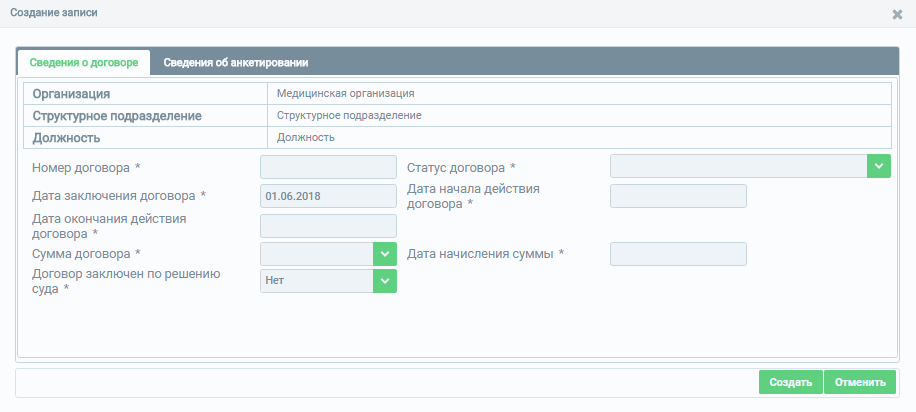 Создание записи
Сведения о договоре Сведения об анкетировании
Организация Медицинская организация
Структурное подразделение Структурное подразделение
Должность Должность
Номер договора * Статус договора *
Дата заключения договора * 01.06.2018 Дата начала действия
договора *
Дата окончания действия
договора *
Сумма договора * Дата начисления суммы *
Договор заключен по решению
суда * Нет
Создать Отменить